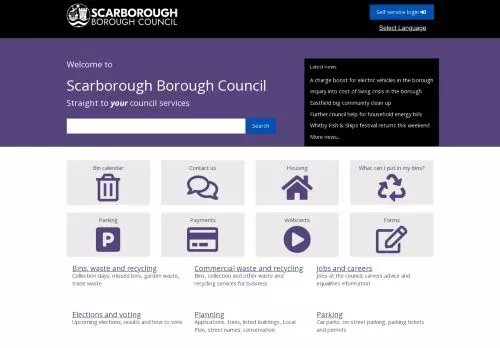 SCARBOROUGH
BOROUGH COUNCIL
Self service login
Select Language
Welcome to
Scarborough Borough Council
Straight to your council services
Search
Latest news
A charge boost for electric vehicles in the borough
Inquiry into cost-of-living crisis in the borough
Eastfield big community clean up
Further council help for household energy bills
Whitby Fish & Ships festival returns this weekend
More news...
Bin calendar
Contact us
Housing
What can I put in my bins?
Parking
Payments
Webcasts
Forms
P
Bins, waste and recycling
Collection days, missed bins, garden waste,
trade waste
Commercial waste and recycling
Bins, collection and other waste and
recycling services for business
Jobs and careers
Jobs at the council, careers advice and
equalities information
Elections and voting
Upcoming elections, results and how to vote
Planning
Applications, trees, listed buildings, Local
Plan, street names, conservation
Parking
Car parks, on-street parking, parking tickets
and permits